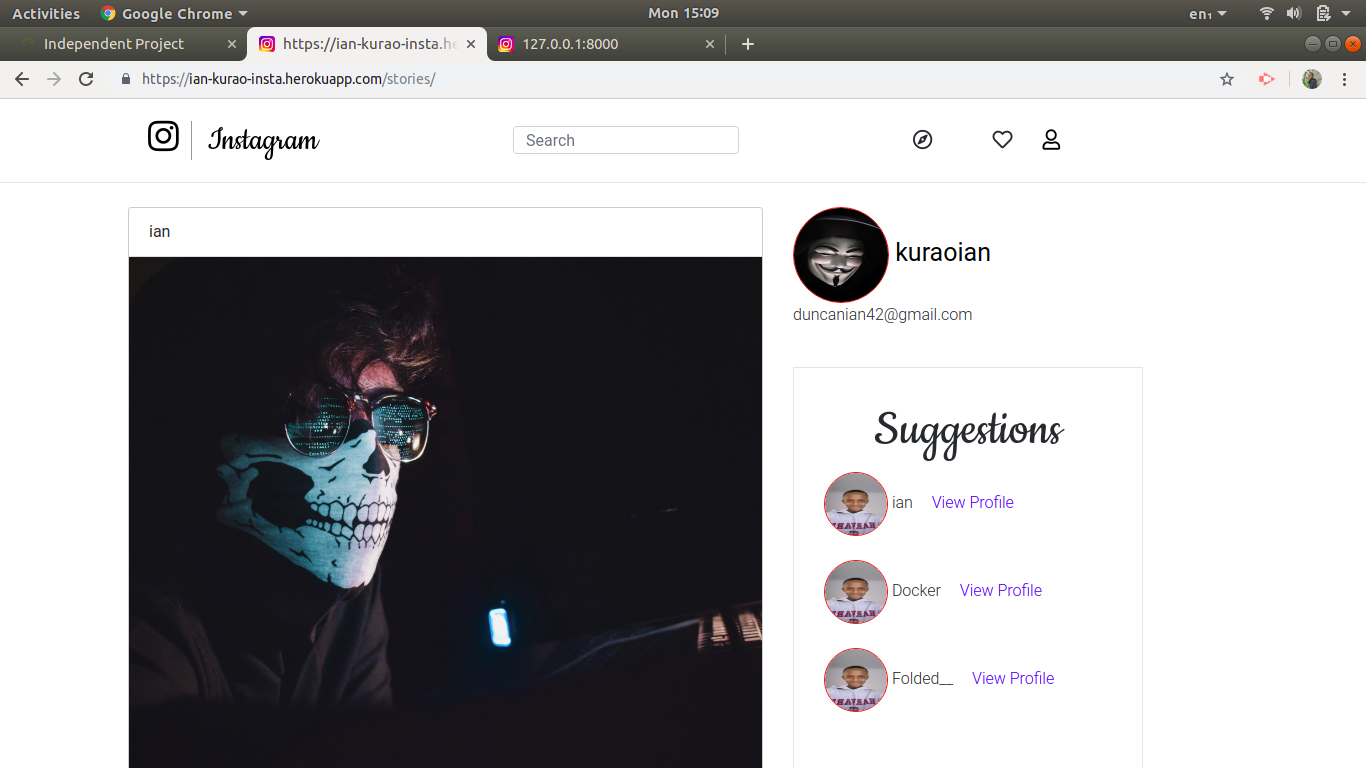 Activities Google Chrome Mon 15:09 en₁
Independent Project https://ian-kurao-insta.he 127.0.0.1:8000
https://ian-kurao-insta.herokuapp.com/stories/
Instagram Search
ian
kuraoian
duncanian42@gmail.com
Suggestions
ian View Profile
Docker View Profile
Folded__ View Profile